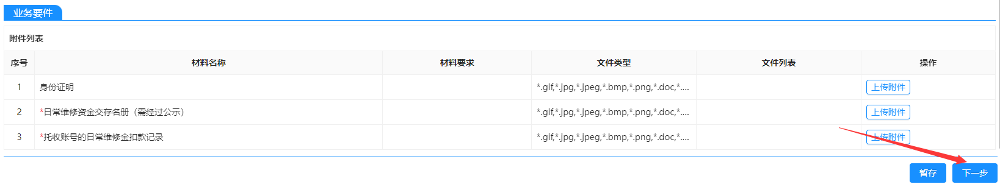 业务要件
附件列表
序号 材料名称 材料要求 文件类型 文件列表 操作
1 身份证明 *.gif,*.jpg,*.jpeg,*.bmp,*.png,*.doc,*.... 上传附件
2 *日常维修资金交存名册（需经过公示） *.gif,*.jpg,*.jpeg,*.bmp,*.png,*.doc,*.... 上传附件
3 *托收账号的日常维修金扣款记录 *.gif,*.jpg,*.jpeg,*.bmp,*.png,*.doc,*.... 上传附件
暂存 下一步